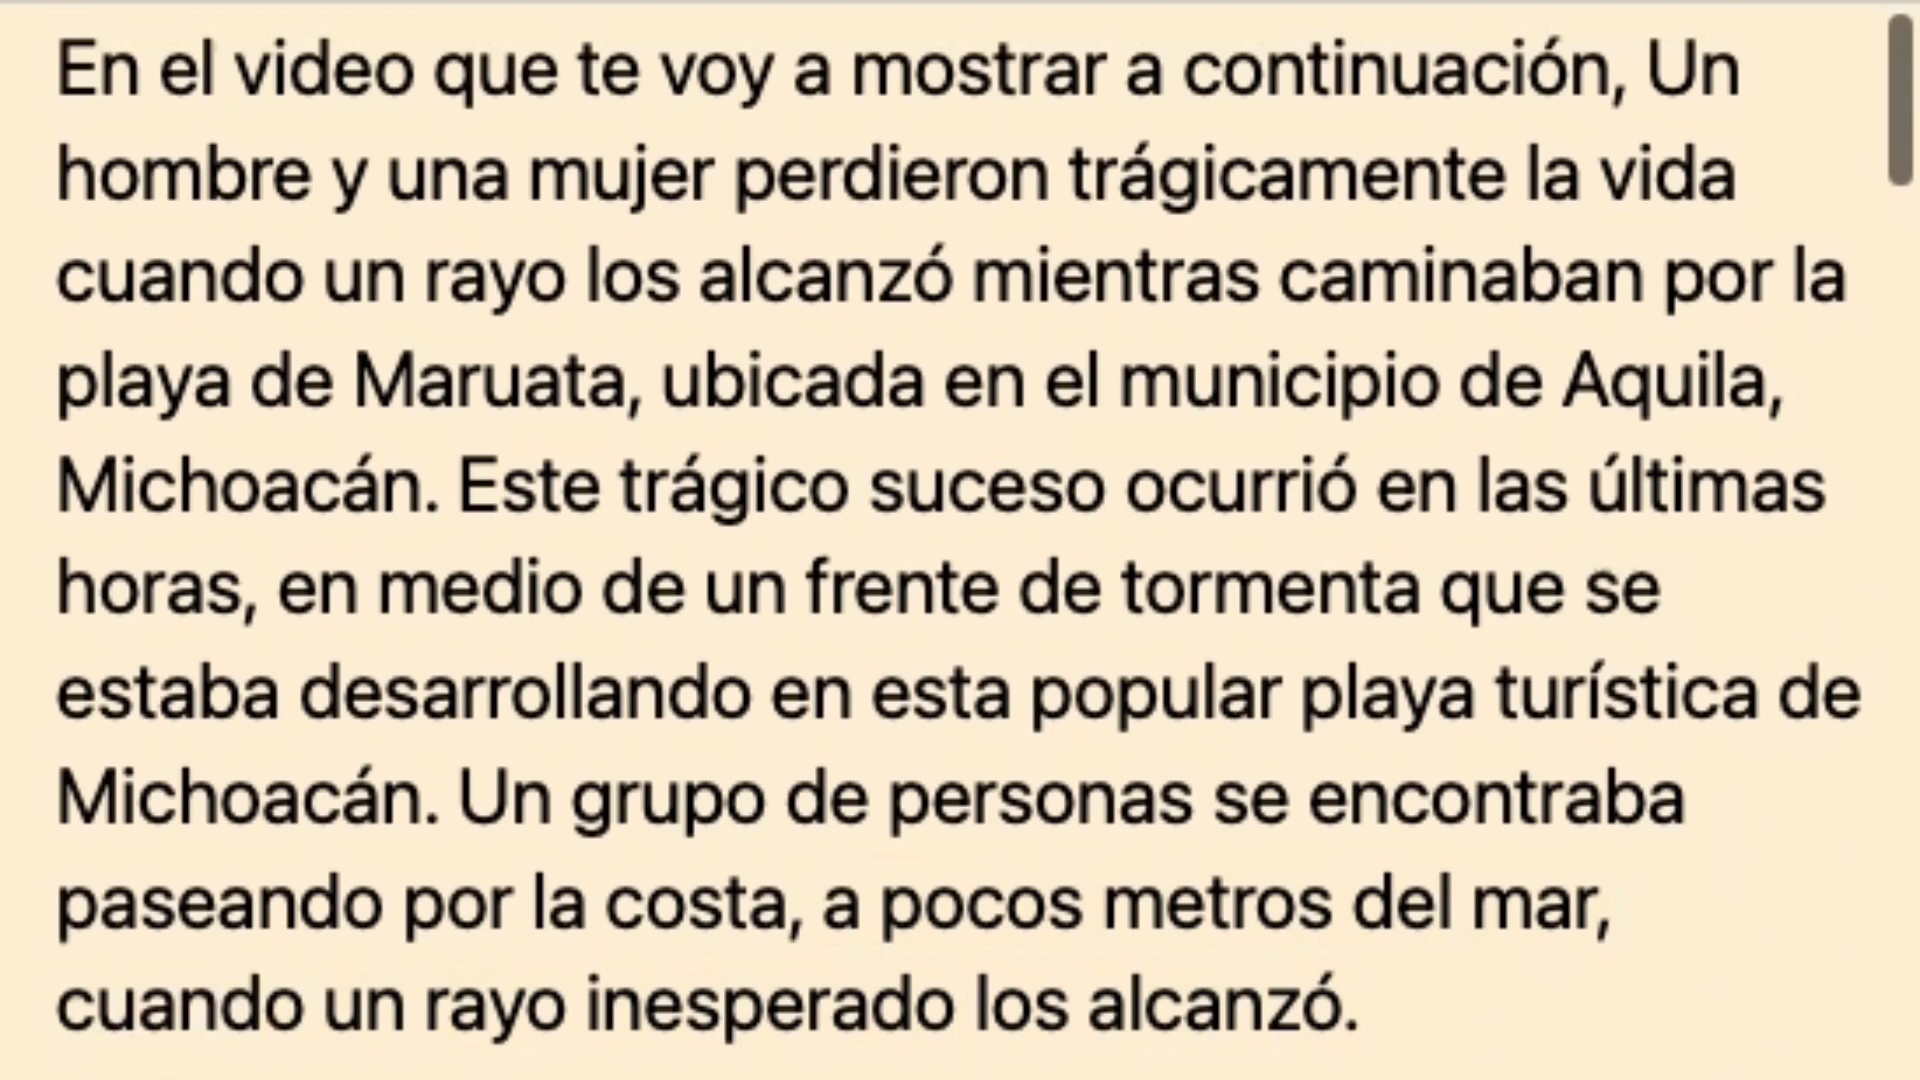 En el video que te voy a mostrar a continuación, Un
hombre y una mujer perdieron trágicamente la vida
cuando un rayo los alcanzó mientras caminaban por la
playa de Maruata, ubicada en el municipio de Aquila,
Michoacán. Este trágico suceso ocurrió en las últimas
horas, en medio de un frente de tormenta que se
estaba desarrollando en esta popular playa turística de
Michoacán. Un grupo de personas se encontraba
paseando por la costa, a pocos metros del mar,
cuando un rayo inesperado los alcanzó.